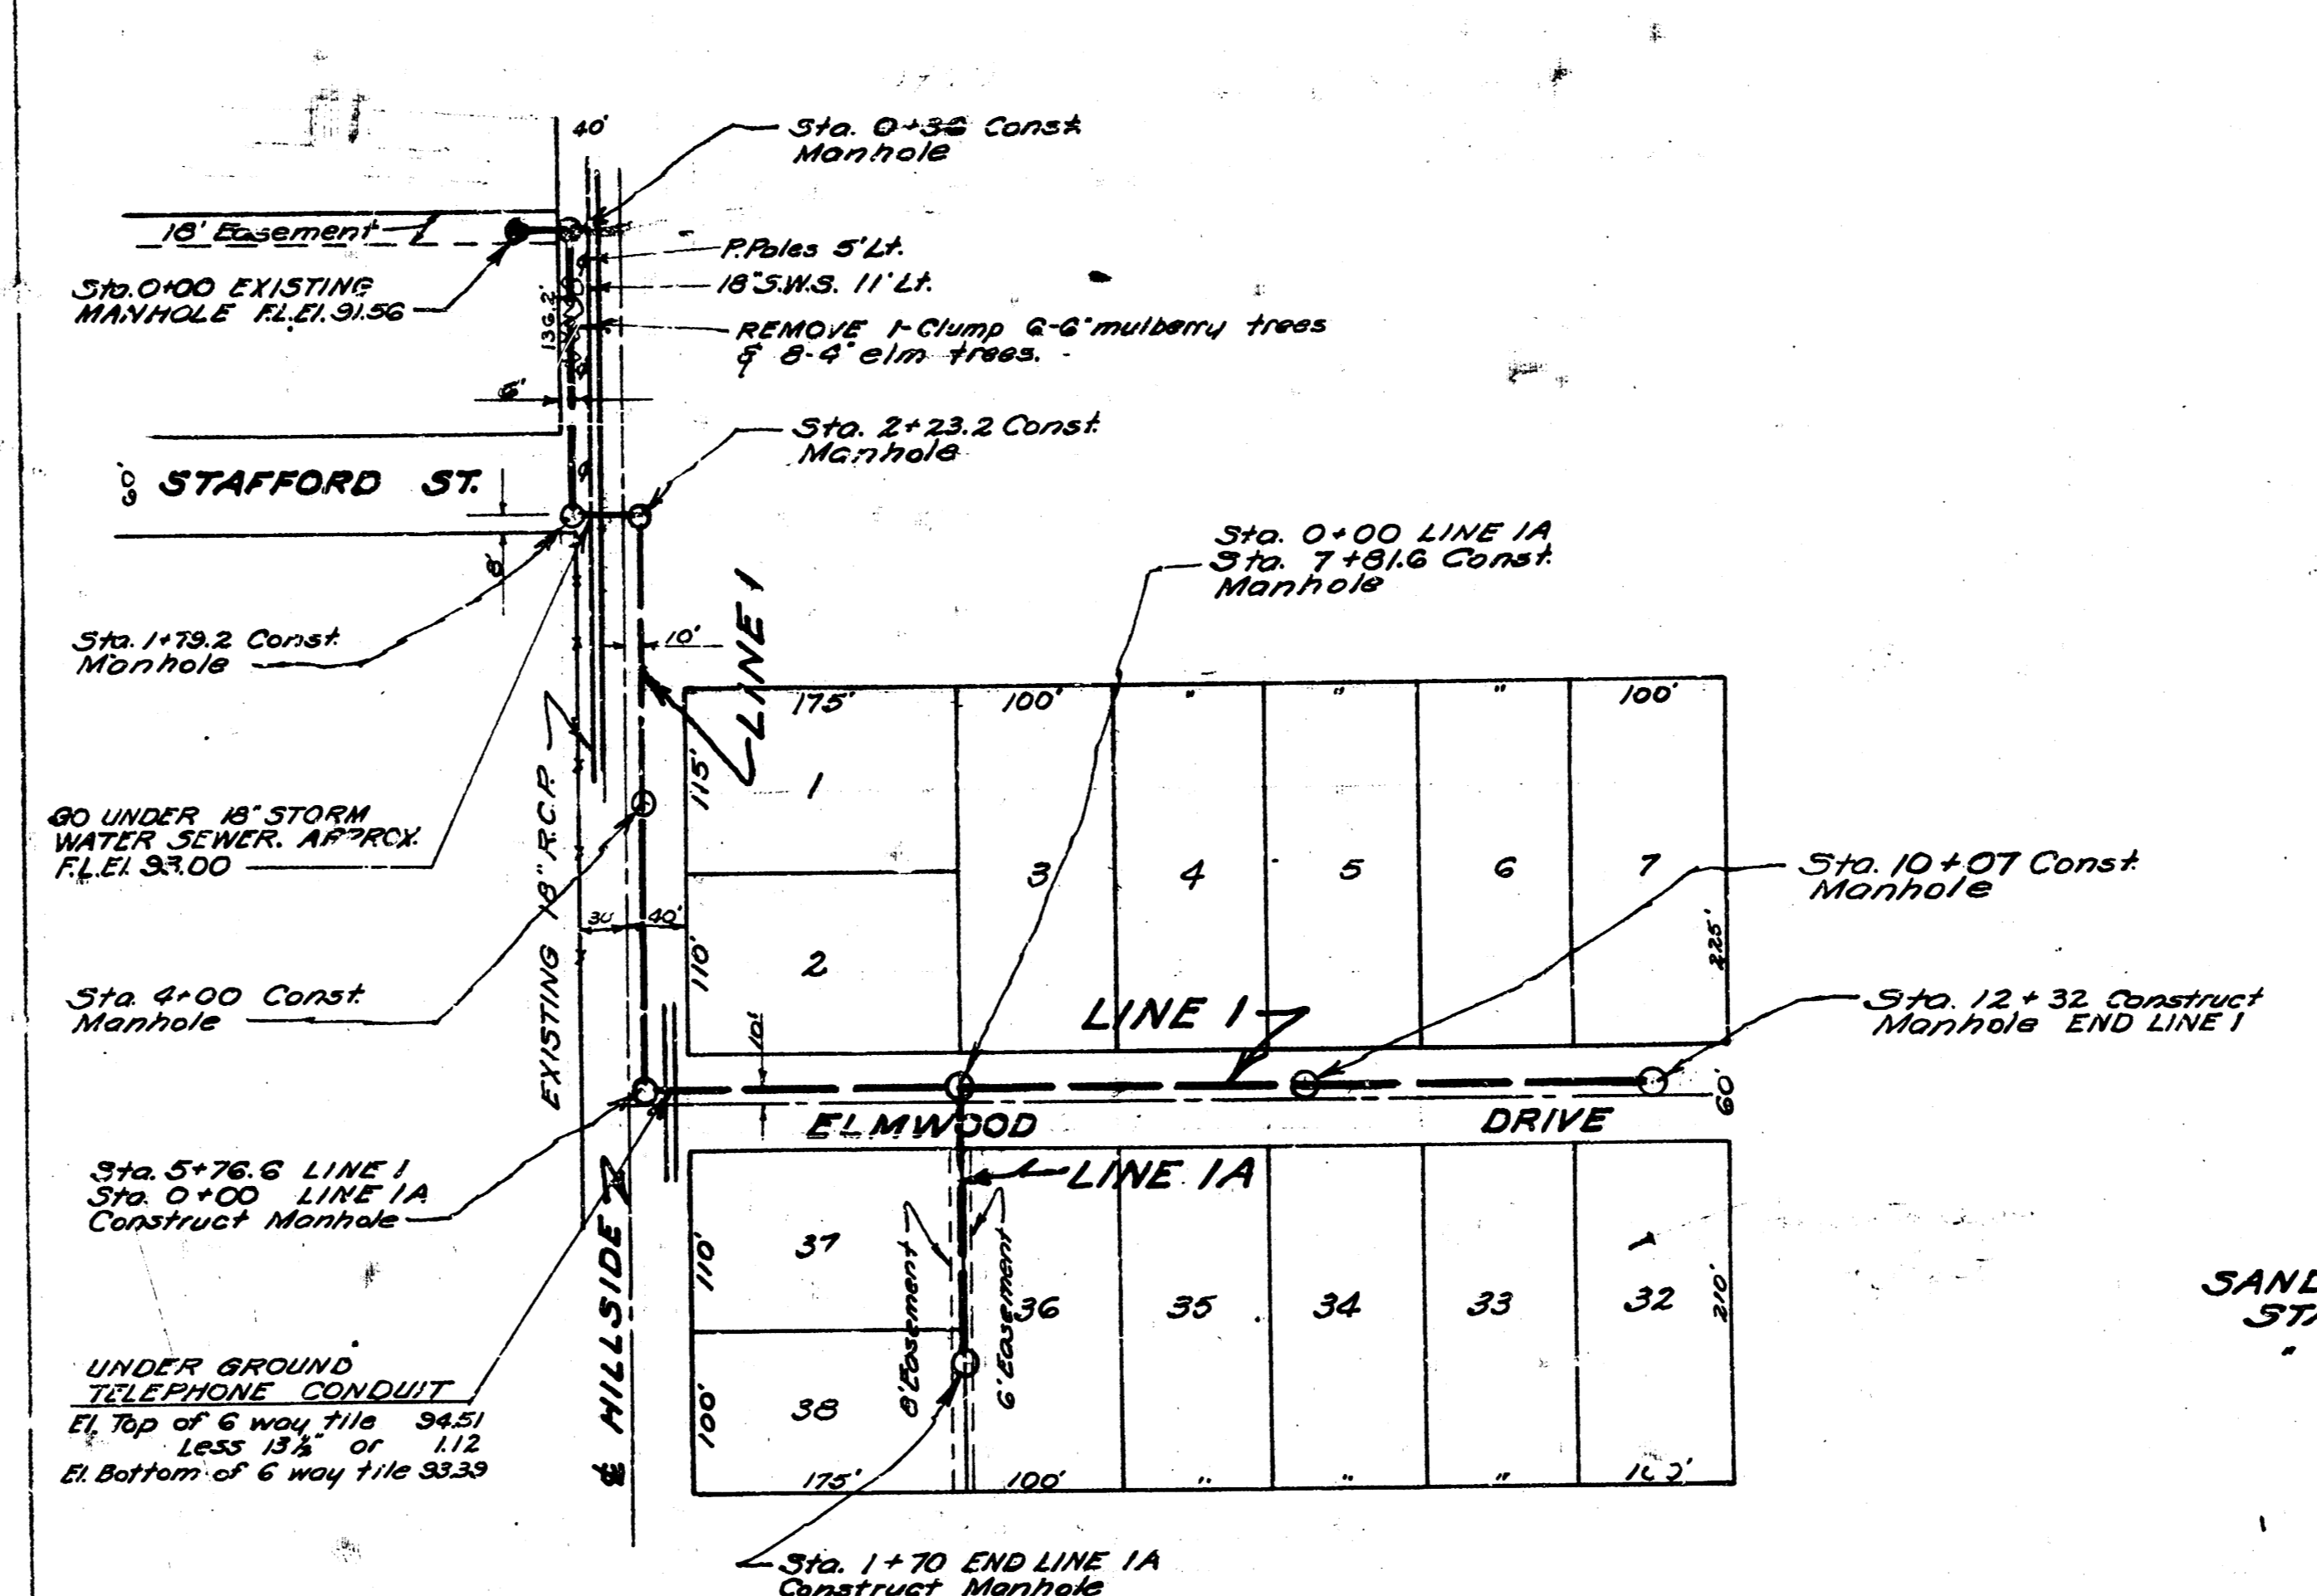 40'
Sta. 0+36 Const.
Manhole
18' Easement
P.Poles 5' Lt.
18" S.W.S. 11' Lt.
Sta. 0+00 EXISTING
MANHOLE F.L.El. 91.56
136.2'
REMOVE 1-Clump 6-6" mulberry trees
& 8-4" elm trees.
6'
Sta. 2+23.2 Const.
Manhole
60'
STAFFORD ST.
8'
Sta. 0+00 LINE 1A
Sta. 7+81.6 Const.
Manhole
Sta. 1+79.2 Const.
Manhole
10'
LINE 1
175'
100'
"
"
"
100'
115'
1
EXISTING 18" R.C.P.
GO UNDER 18" STORM
WATER SEWER. APPROX.
F.L.El. 93.00
3
4
5
6
7
Sta. 10+07 Const.
Manhole
30
40'
110'
2
225'
Sta. 4+00 Const.
Manhole
LINE 1
Sta. 12+32 Construct
Manhole END LINE 1
10'
60'
ELMWOOD DRIVE
Sta. 5+76.6 LINE 1
Sta. 0+00 LINE 1A
Construct Manhole
LINE 1A
110'
37
8' Easement
6' Easement
36
35
34
33
32
210'
SAND
STA
"
℄ HILLSIDE
UNDER GROUND
TELEPHONE CONDUIT
El. Top of 6 way tile 94.51
Less 13½" or 1.12
El. Bottom of 6 way tile 93.39
100'
38
175'
100'
"
"
"
100'
Sta. 1+70 END LINE 1A
Construct Manhole